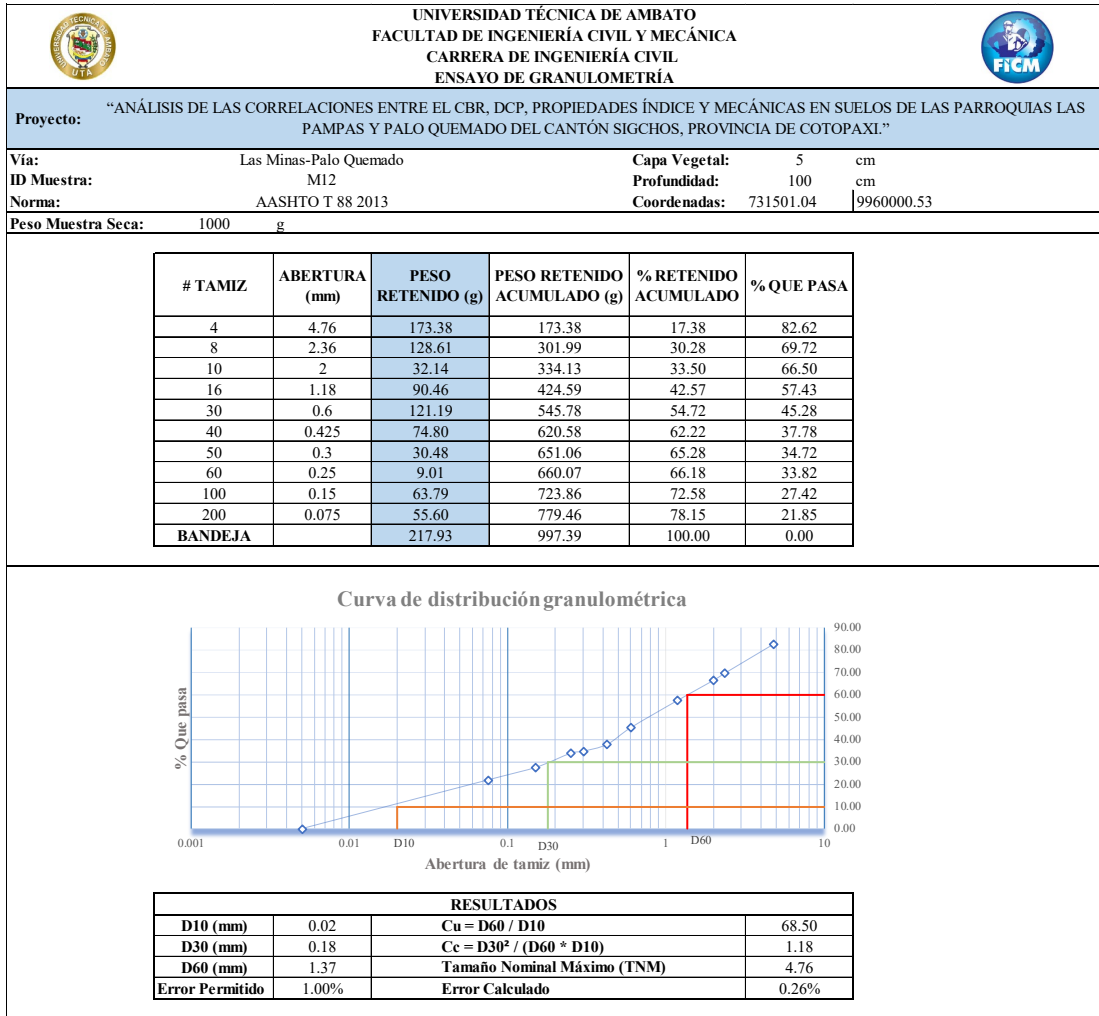 UNIVERSIDAD TÉCNICA DE AMBATO
FACULTAD DE INGENIERÍA CIVIL Y MECÁNICA
CARRERA DE INGENIERÍA CIVIL
ENSAYO DE GRANULOMETRÍA
UNIVERSIDAD TECNICA DE AMBATO
UTA
FICM
Proyecto: “ANÁLISIS DE LAS CORRELACIONES ENTRE EL CBR, DCP, PROPIEDADES ÍNDICE Y MECÁNICAS EN SUELOS DE LAS PARROQUIAS LAS
PAMPAS Y PALO QUEMADO DEL CANTÓN SIGCHOS, PROVINCIA DE COTOPAXI.”
Vía: Las Minas-Palo Quemado Capa Vegetal: 5 cm
ID Muestra: M12 Profundidad: 100 cm
Norma: AASHTO T 88 2013 Coordenadas: 731501.04 9960000.53
Peso Muestra Seca: 1000 g
# TAMIZ ABERTURA (mm) PESO RETENIDO (g) PESO RETENIDO ACUMULADO (g) % RETENIDO ACUMULADO % QUE PASA
4 4.76 173.38 173.38 17.38 82.62
8 2.36 128.61 301.99 30.28 69.72
10 2 32.14 334.13 33.50 66.50
16 1.18 90.46 424.59 42.57 57.43
30 0.6 121.19 545.78 54.72 45.28
40 0.425 74.80 620.58 62.22 37.78
50 0.3 30.48 651.06 65.28 34.72
60 0.25 9.01 660.07 66.18 33.82
100 0.15 63.79 723.86 72.58 27.42
200 0.075 55.60 779.46 78.15 21.85
BANDEJA 217.93 997.39 100.00 0.00
Curva de distribución granulométrica
% Que pasa
90.00
80.00
70.00
60.00
50.00
40.00
30.00
20.00
10.00
0.00
0.001 0.01 D10 0.1 D30 1 D60 10
Abertura de tamiz (mm)
RESULTADOS
D10 (mm) 0.02 Cu = D60 / D10 68.50
D30 (mm) 0.18 Cc = D30² / (D60 * D10) 1.18
D60 (mm) 1.37 Tamaño Nominal Máximo (TNM) 4.76
Error Permitido 1.00% Error Calculado 0.26%